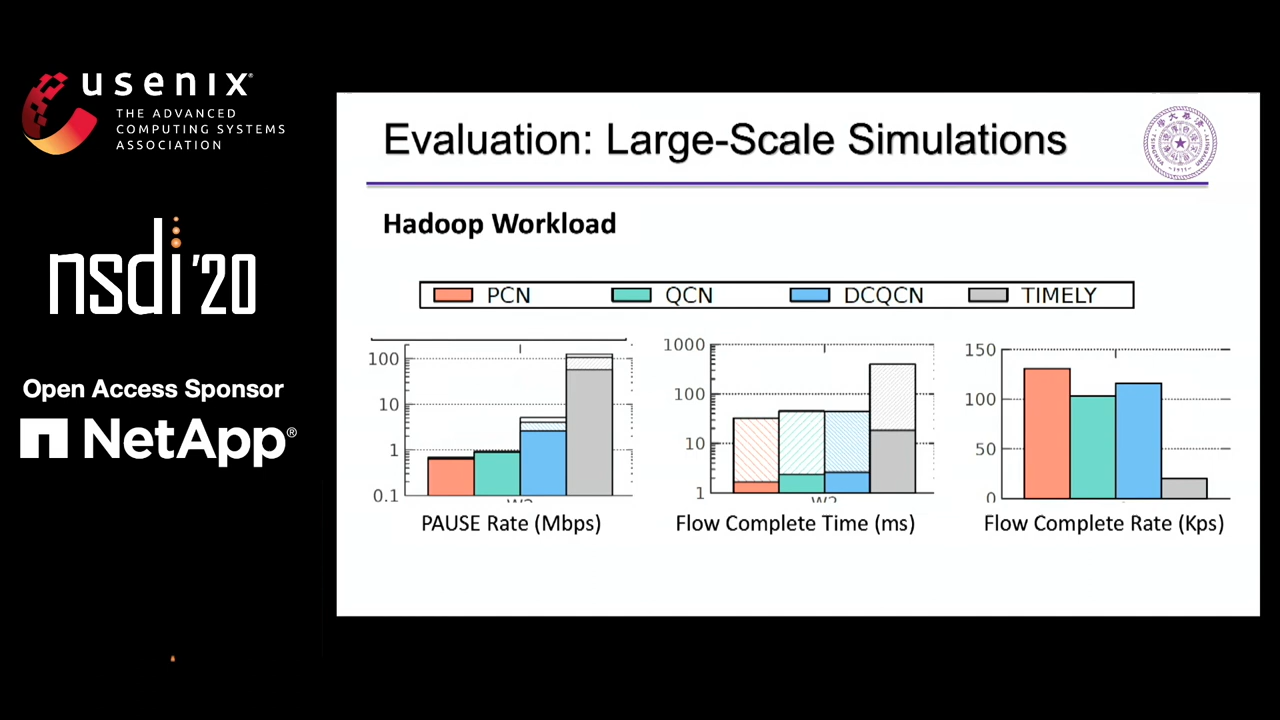 usenix®
THE ADVANCED
COMPUTING SYSTEMS
ASSOCIATION
nsdi '20
Open Access Sponsor
NetApp®
Evaluation: Large-Scale Simulations
Hadoop Workload
PCN QCN DCQCN TIMELY
100
10
1
0.1
PAUSE Rate (Mbps)
1000
100
10
1
Flow Complete Time (ms)
150
100
50
0
Flow Complete Rate (Kps)